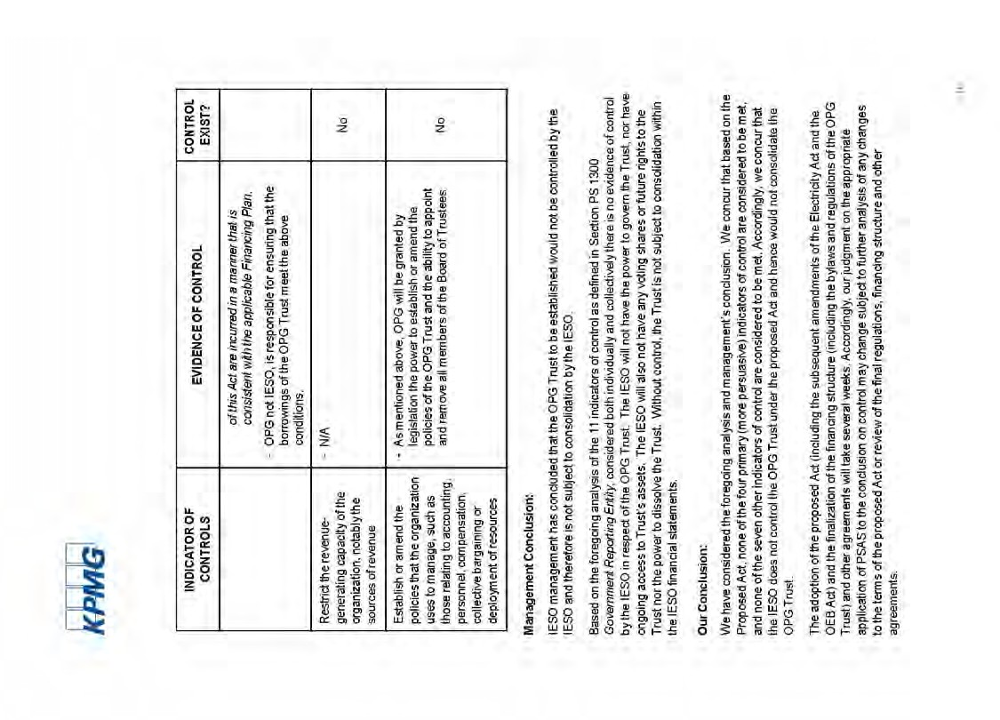 KPMG
INDICATOR OF
CONTROLS
EVIDENCE OF CONTROL
CONTROL
EXIST?
of this Act are incurred in a manner that is
consistent with the applicable Financing Plan.
- OPG not IESO, is responsible for ensuring that the
borrowings of the OPG Trust meet the above
conditions.
Restrict the revenue-
generating capacity of the
organization, notably the
sources of revenue
- N/A
No
Establish or amend the
policies that the organization
uses to manage, such as
those relating to accounting,
personnel, compensation,
collective bargaining or
deployment of resources
• As mentioned above, OPG will be granted by
legislation the power to establish or amend the
policies of the OPG Trust and the ability to appoint
and remove all members of the Board of Trustees
No
Management Conclusion:
IESO management has concluded that the OPG Trust to be established would not be controlled by the
IESO and therefore is not subject to consolidation by the IESO.
Based on the foregoing analysis of the 11 indicators of control as defined in Section PS 1300
Government Reporting Entity, considered both individually and collectively there is no evidence of control
by the IESO in respect of the OPG Trust. The IESO will not have the power to govern the Trust, nor have
ongoing access to Trust's assets. The IESO will also not have any voting shares or future rights to the
Trust nor the power to dissolve the Trust. Without control, the Trust is not subject to consolidation within
the IESO financial statements.
Our Conclusion:
We have considered the foregoing analysis and management's conclusion. We concur that based on the
Proposed Act, none of the four primary (more persuasive) indicators of control are considered to be met,
and none of the seven other indicators of control are considered to be met. Accordingly, we concur that
the IESO does not control the OPG Trust under the proposed Act and hence would not consolidate the
OPG Trust.
The adoption of the proposed Act (including the subsequent amendments of the Electricity Act and the
OEB Act) and the finalization of the financing structure (including the bylaws and regulations of the OPG
Trust) and other agreements will take several weeks. Accordingly, our judgment on the appropriate
application of PSAS to the conclusion on control may change subject to further analysis of any changes
to the terms of the proposed Act or review of the final regulations, financing structure and other
agreements.